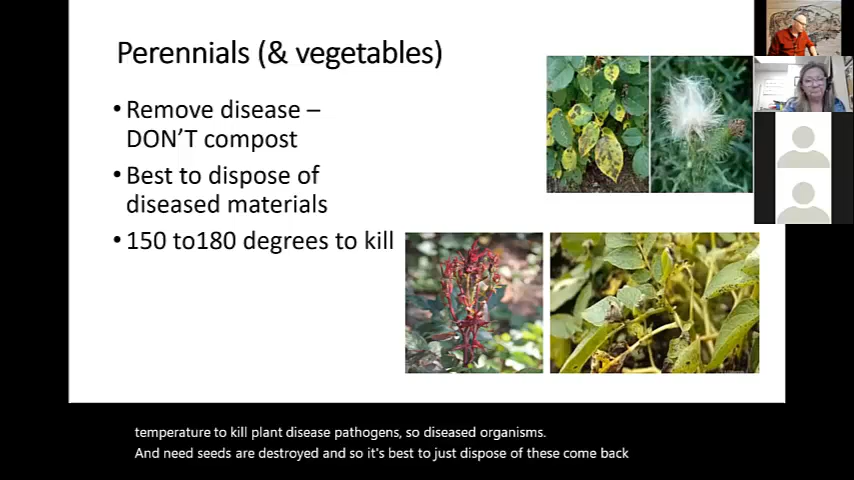 Perennials (& vegetables)
• Remove disease –
DON'T compost
• Best to dispose of
diseased materials
• 150 to180 degrees to kill
temperature to kill plant disease pathogens, so diseased organisms.
And need seeds are destroyed and so it's best to just dispose of these come back